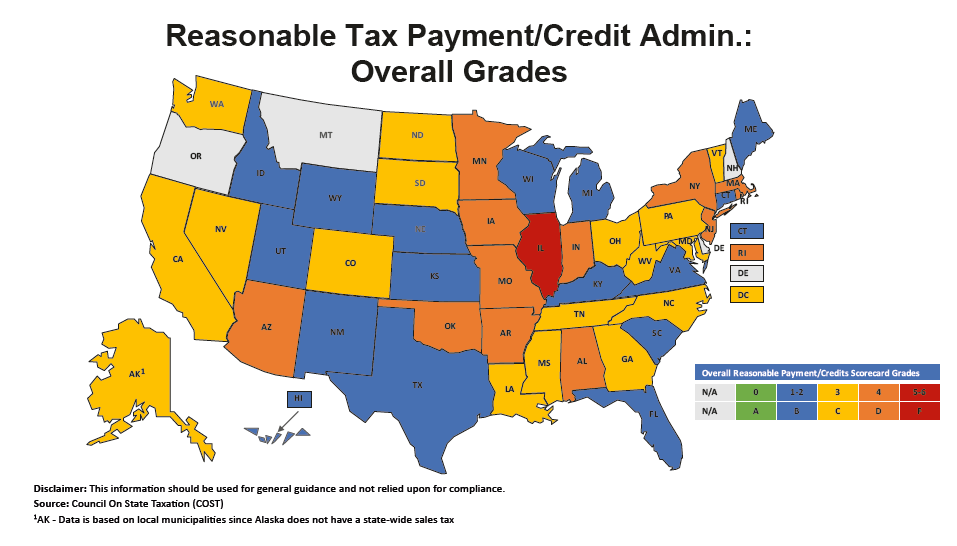 Reasonable Tax Payment/Credit Admin.:
Overall Grades
WA
MT
ND
MN
OR
ID
SD
WY
WI
MI
ME
VT
NH
NY
MA
CT
RI
NV
UT
CO
NE
IA
IL
IN
OH
PA
NJ
MD
DE
CA
KS
MO
KY
WV
VA
CT
RI
DE
DC
AZ
NM
OK
AR
TN
NC
SC
TX
LA
MS
AL
GA
FL
AK¹
HI
Overall Reasonable Payment/Credits Scorecard Grades
N/A 0 1-2 3 4
N/A A B C D F
Disclaimer: This information should be used for general guidance and not relied upon for compliance.
Source: Council On State Taxation (COST)
¹AK - Data is based on local municipalities since Alaska does not have a state-wide sales tax